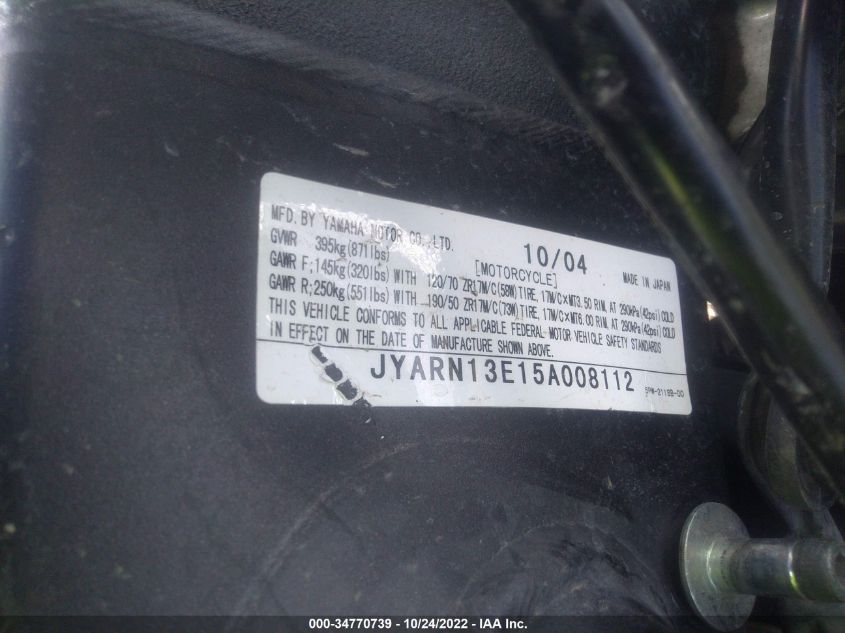 MFD. BY YAMAHA MOTOR CO., LTD. 10/04 MADE IN JAPAN
GVWR 395kg(871lbs) [MOTORCYCLE]
GAWR F;145kg(320lbs) WITH 120/70 ZR17M/C(58W) TIRE, 17M/C×MT3.50 RIM, AT 290kPa(42psi) COLD
GAWR R;250kg(551lbs) WITH 190/50 ZR17M/C(73W) TIRE, 17M/C×MT6.00 RIM, AT 290kPa(42psi) COLD
THIS VEHICLE CONFORMS TO ALL APPLICABLE FEDERAL MOTOR VEHICLE SAFETY STANDARDS
IN EFFECT ON THE DATE OF MANUFACTURE SHOWN ABOVE.
JYARN13E15A008112
000-34770739 - 10/24/2022 - IAAI.COM